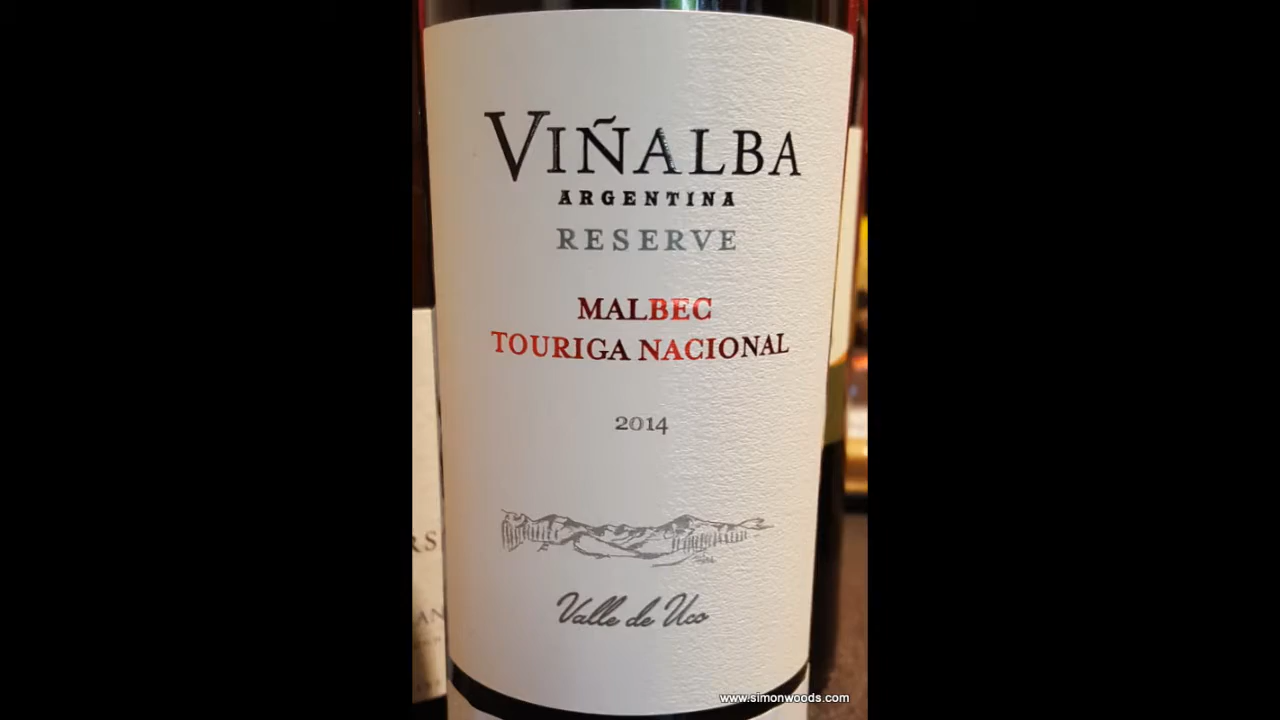 VIÑALBA
ARGENTINA
RESERVE
MALBEC
TOURIGA NACIONAL
2014
Valle de Uco
www.simonwoods.com